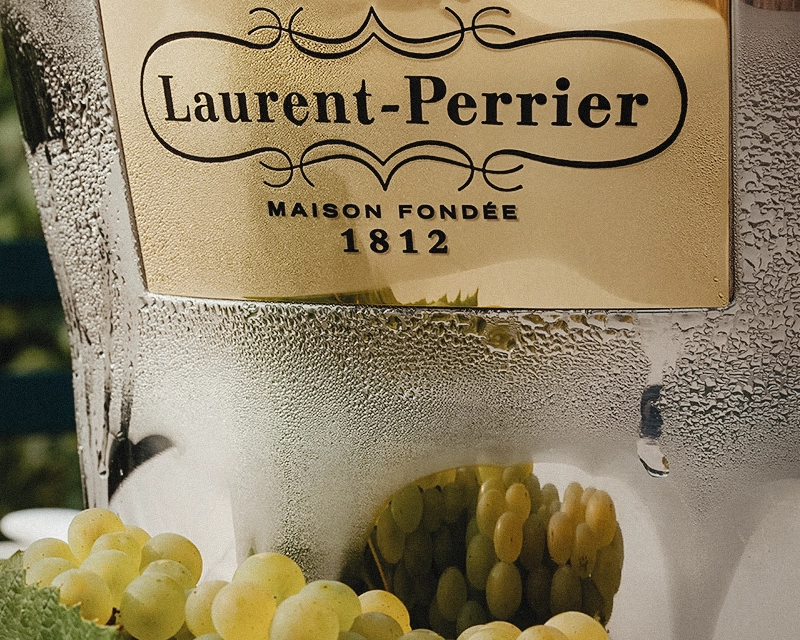 Laurent-Perrier
MAISON FONDÉE
1812